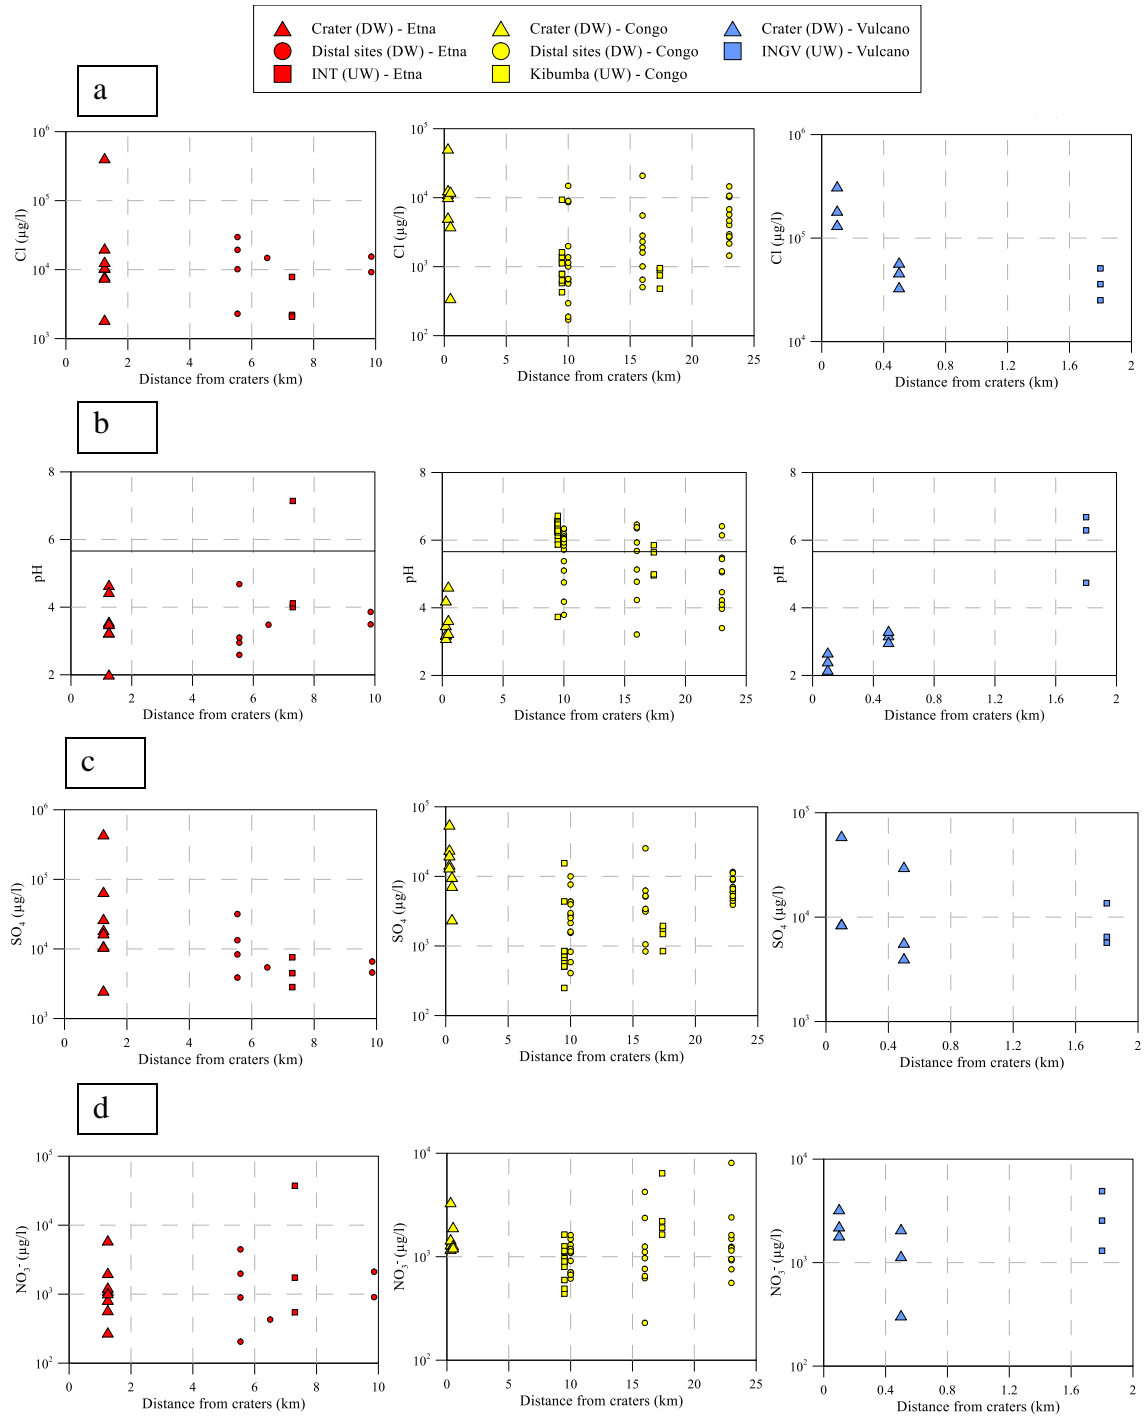 Crater (DW) - Etna Crater (DW) - Congo Crater (DW) - Vulcano
Distal sites (DW) - Etna Distal sites (DW) - Congo INGV (UW) - Vulcano
INT (UW) - Etna Kibumba (UW) - Congo
a
10⁶
10⁵
10⁴
10³
Cl (µg/l)
0 2 4 6 8 10
Distance from craters (km)
10⁵
10⁴
10³
10²
Cl (µg/l)
0 5 10 15 20 25
Distance from craters (km)
10⁶
10⁵
10⁴
Cl (µg/l)
0 0.4 0.8 1.2 1.6 2
Distance from craters (km)
b
8
6
4
2
pH
0 2 4 6 8 10
Distance from craters (km)
8
6
4
2
pH
0 5 10 15 20 25
Distance from craters (km)
8
6
4
2
pH
0 0.4 0.8 1.2 1.6 2
Distance from craters (km)
c
10⁶
10⁵
10⁴
10³
SO₄ (µg/l)
0 2 4 6 8 10
Distance from craters (km)
10⁵
10⁴
10³
10²
SO₄ (µg/l)
0 5 10 15 20 25
Distance from craters (km)
10⁵
10⁴
10³
SO₄ (µg/l)
0 0.4 0.8 1.2 1.6 2
Distance from craters (km)
d
10⁵
10⁴
10³
10²
NO₃- (µg/l)
0 2 4 6 8 10
Distance from craters (km)
10⁴
10³
10²
NO₃- (µg/l)
0 5 10 15 20 25
Distance from craters (km)
10⁴
10³
10²
NO₃- (µg/l)
0 0.4 0.8 1.2 1.6 2
Distance from craters (km)